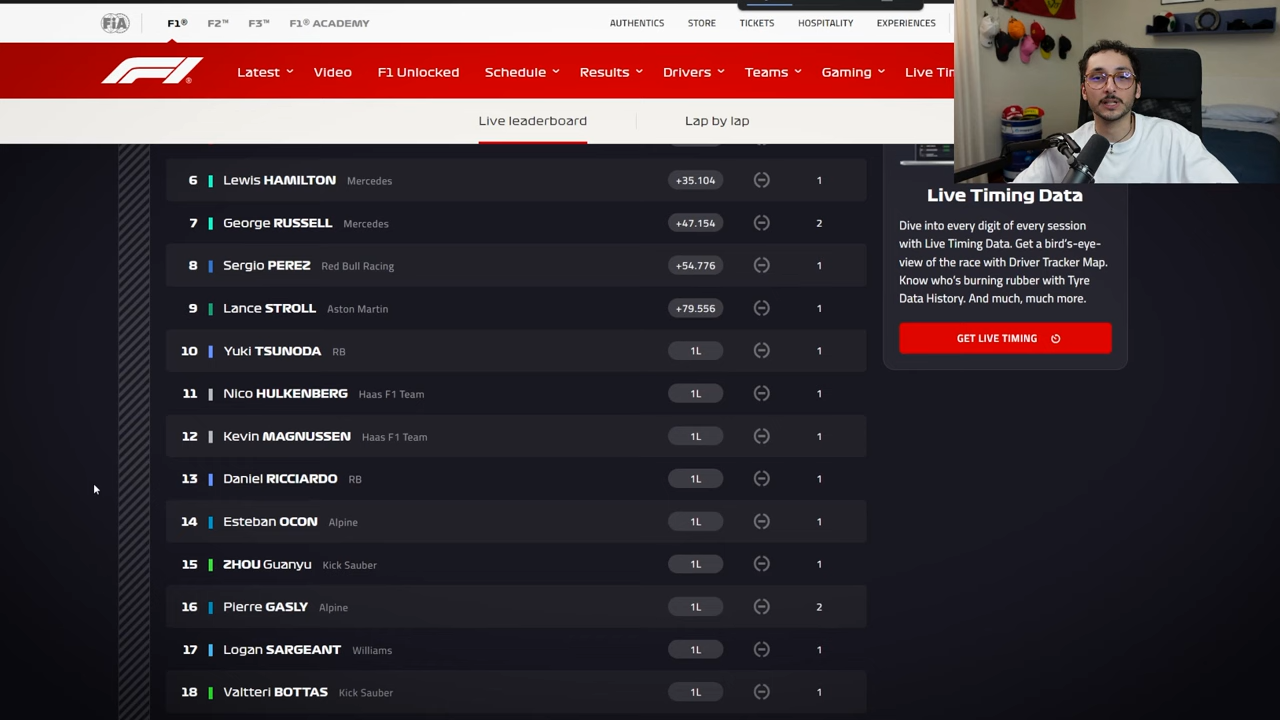 FiA F1® F2™ F3™ F1® ACADEMY AUTHENTICS STORE TICKETS HOSPITALITY EXPERIENCES
F1 Latest Video F1 Unlocked Schedule Results Drivers Teams Gaming Live Tin
Live leaderboard Lap by lap
6 Lewis HAMILTON Mercedes +35.104 1
7 George RUSSELL Mercedes +47.154 2
8 Sergio PEREZ Red Bull Racing +54.776 1
9 Lance STROLL Aston Martin +79.556 1
10 Yuki TSUNODA RB 1L 1
11 Nico HULKENBERG Haas F1 Team 1L 1
12 Kevin MAGNUSSEN Haas F1 Team 1L 1
13 Daniel RICCIARDO RB 1L 1
14 Esteban OCON Alpine 1L 1
15 ZHOU Guanyu Kick Sauber 1L 1
16 Pierre GASLY Alpine 1L 2
17 Logan SARGEANT Williams 1L 1
18 Valtteri BOTTAS Kick Sauber 1L 1
Live Timing Data
Dive into every digit of every session
with Live Timing Data. Get a bird's-eye-
view of the race with Driver Tracker Map.
Know who's burning rubber with Tyre
Data History. And much, much more.
GET LIVE TIMING